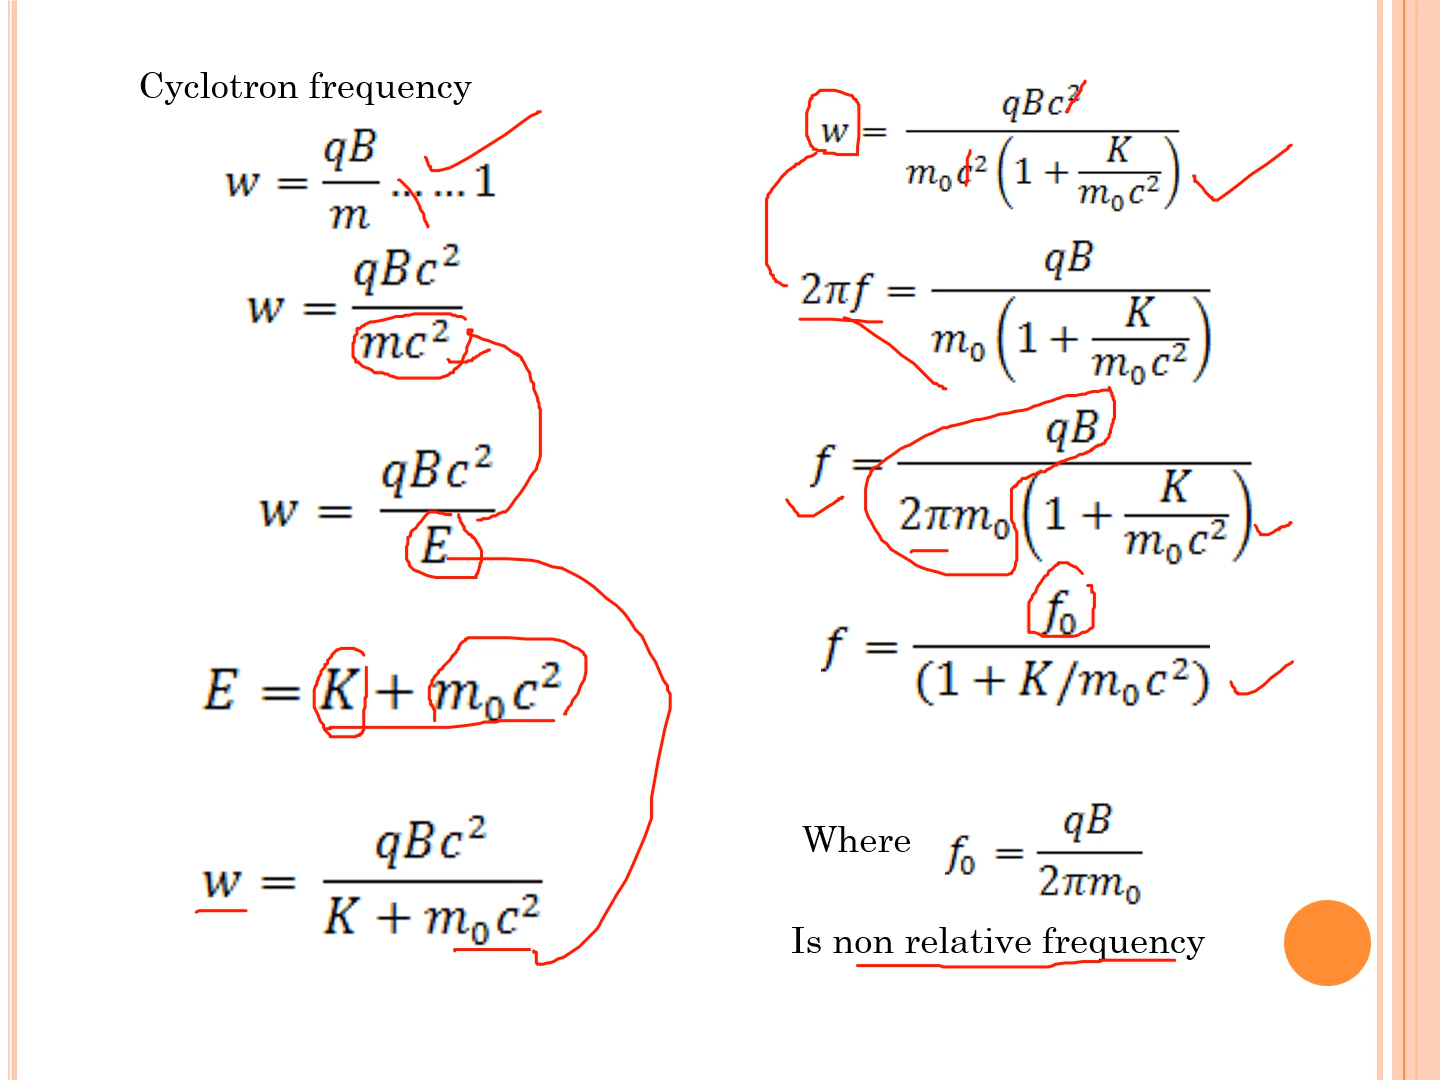 Cyclotron frequency
w = qB/m ... ... 1
w = qBc²/mc²
w = qBc²/E
E = K + m₀c²
w = qBc²/(K + m₀c²)
w = qBc²/(m₀c²(1 + K/(m₀c²)))
2πf = qB/(m₀(1 + K/(m₀c²)))
f = qB/(2πm₀(1 + K/(m₀c²)))
f = f₀/(1 + K/m₀c²)
Where f₀ = qB/(2πm₀)
Is non relative frequency